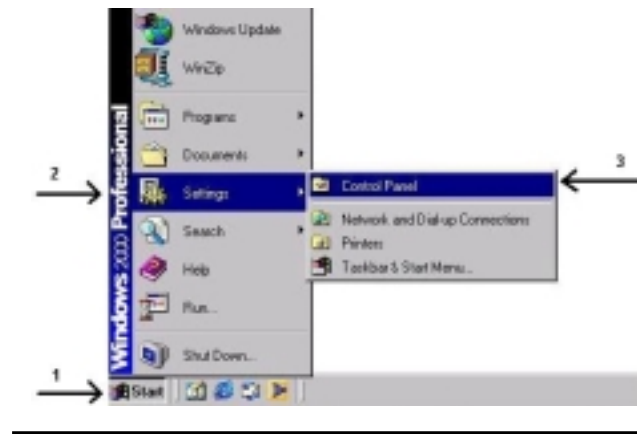 Windows Update
WinZip
Programs
Documents
2
Settings
Search
Help
Run...
Shut Down...
Windows 2000 Professional
3
Control Panel
Network and Dial-up Connections
Printers
Taskbar & Start Menu...
1
Start